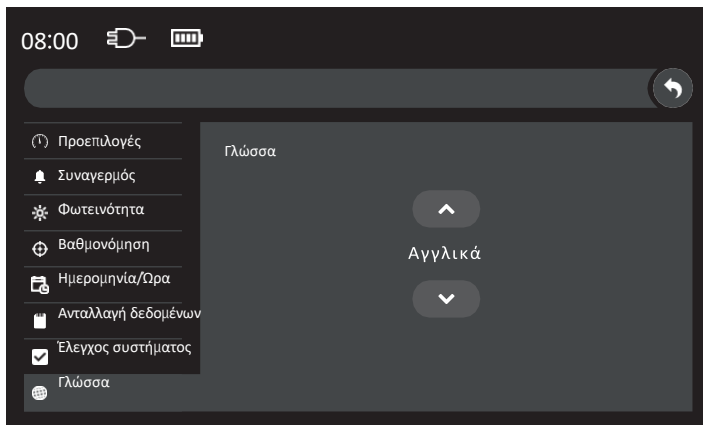 08:00
Προεπιλογές
Συναγερμός
Φωτεινότητα
Βαθμονόμηση
Ημερομηνία/Ώρα
Ανταλλαγή δεδομένων
Έλεγχος συστήματος
Γλώσσα
Γλώσσα
Αγγλικά